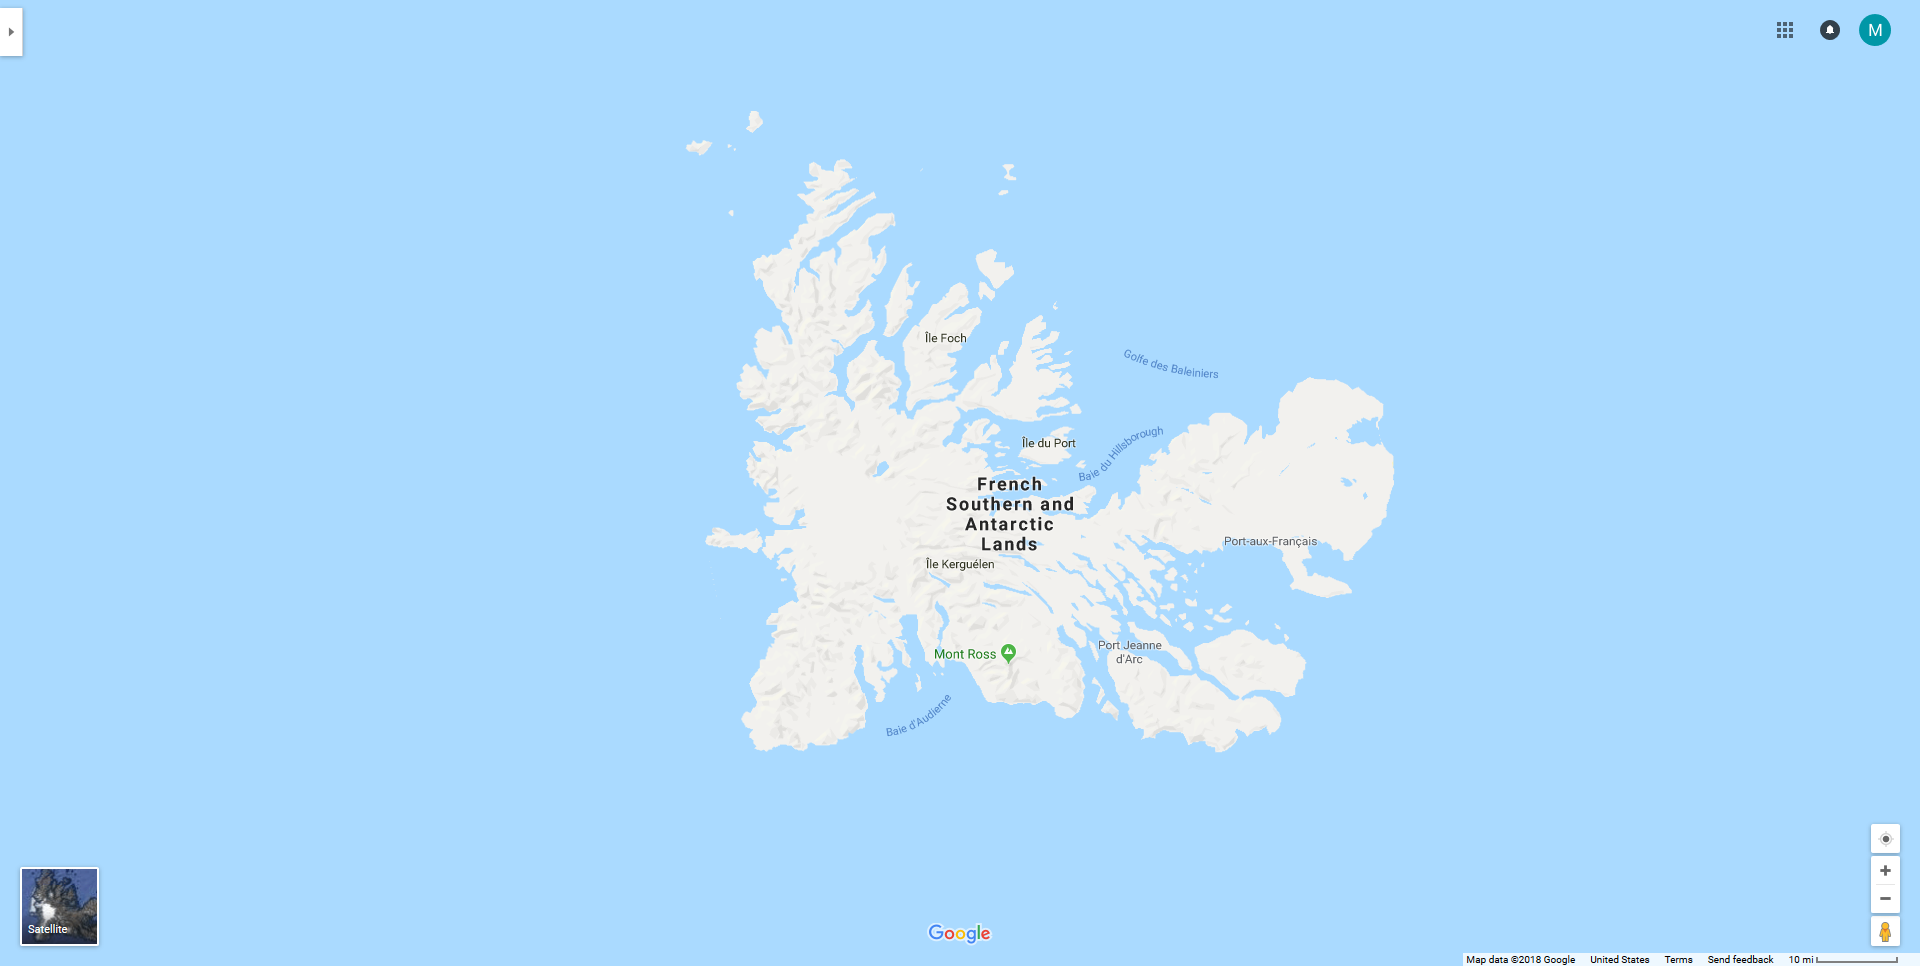 M
Île Foch
Golfe des Baleiniers
Île du Port
Baie du Hillsborough
French
Southern and
Antarctic
Lands
Port-aux-Français
Île Kerguélen
Port Jeanne
d'Arc
Mont Ross
Baie d'Audierne
Satellite
Google
Map data ©2018 Google United States Terms Send feedback 10 mi